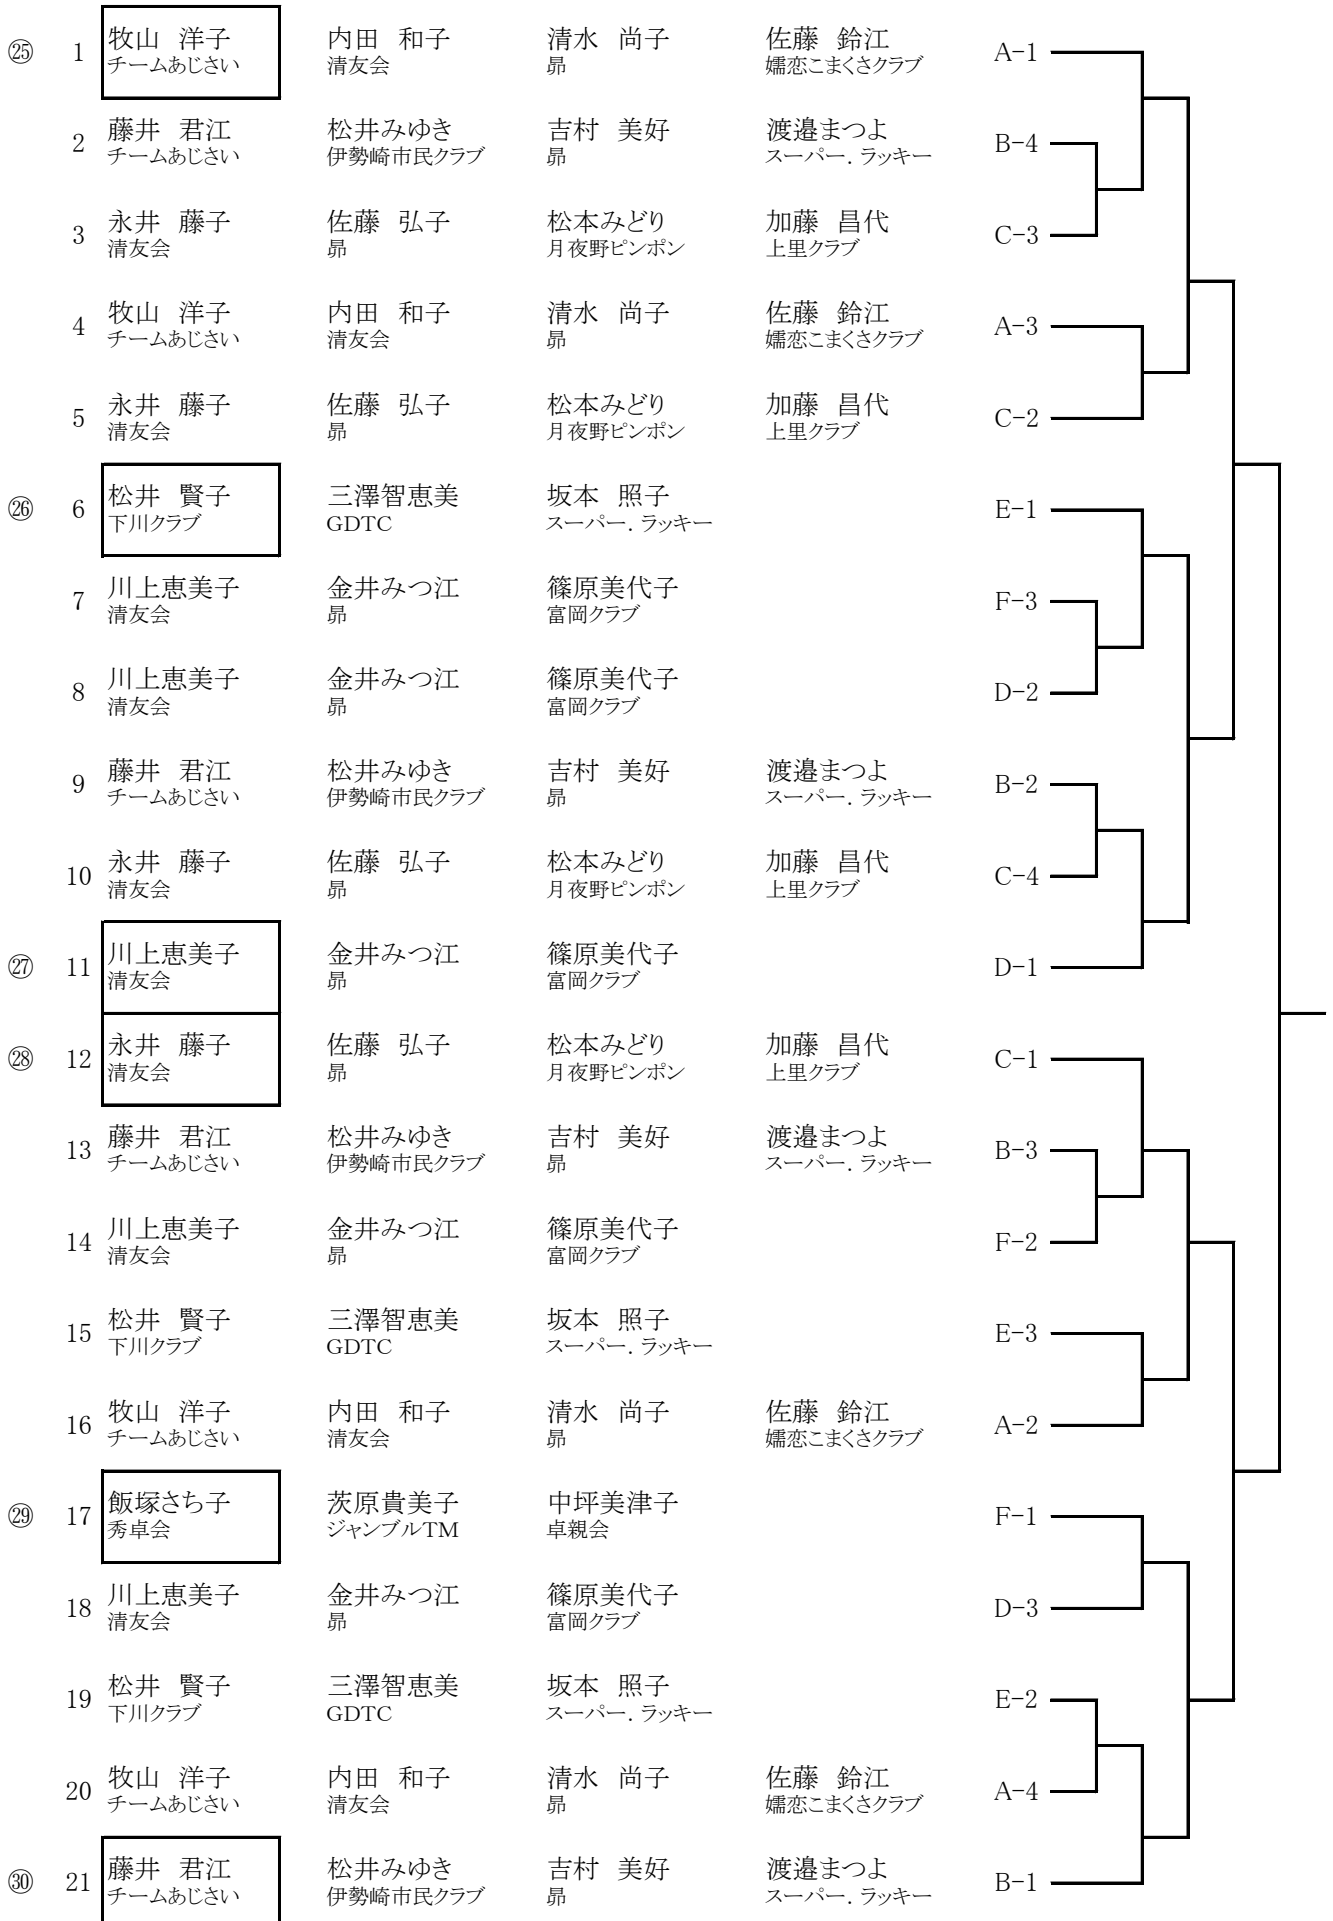 ㉕ 1 牧山 洋子 内田 和子 清水 尚子 佐藤 鈴江 A-1
チームあじさい 清友会 昴 嬬恋こまくさクラブ
2 藤井 君江 松井みゆき 吉村 美好 渡邉まつよ B-4
チームあじさい 伊勢崎市民クラブ 昴 スーパー．ラッキー
3 永井 藤子 佐藤 弘子 松本みどり 加藤 昌代 C-3
清友会 昴 月夜野ピンポン 上里クラブ
4 牧山 洋子 内田 和子 清水 尚子 佐藤 鈴江 A-3
チームあじさい 清友会 昴 嬬恋こまくさクラブ
5 永井 藤子 佐藤 弘子 松本みどり 加藤 昌代 C-2
清友会 昴 月夜野ピンポン 上里クラブ
㉖ 6 松井 賢子 三澤智恵美 坂本 照子 E-1
下川クラブ GDTC スーパー．ラッキー
7 川上恵美子 金井みつ江 篠原美代子 F-3
清友会 昴 富岡クラブ
8 川上恵美子 金井みつ江 篠原美代子 D-2
清友会 昴 富岡クラブ
9 藤井 君江 松井みゆき 吉村 美好 渡邉まつよ B-2
チームあじさい 伊勢崎市民クラブ 昴 スーパー．ラッキー
10 永井 藤子 佐藤 弘子 松本みどり 加藤 昌代 C-4
清友会 昴 月夜野ピンポン 上里クラブ
㉗ 11 川上恵美子 金井みつ江 篠原美代子 D-1
清友会 昴 富岡クラブ
㉘ 12 永井 藤子 佐藤 弘子 松本みどり 加藤 昌代 C-1
清友会 昴 月夜野ピンポン 上里クラブ
13 藤井 君江 松井みゆき 吉村 美好 渡邉まつよ B-3
チームあじさい 伊勢崎市民クラブ 昴 スーパー．ラッキー
14 川上恵美子 金井みつ江 篠原美代子 F-2
清友会 昴 富岡クラブ
15 松井 賢子 三澤智恵美 坂本 照子 E-3
下川クラブ GDTC スーパー．ラッキー
16 牧山 洋子 内田 和子 清水 尚子 佐藤 鈴江 A-2
チームあじさい 清友会 昴 嬬恋こまくさクラブ
㉙ 17 飯塚さち子 茨原貴美子 中坪美津子 F-1
秀卓会 ジャンブルTM 卓親会
18 川上恵美子 金井みつ江 篠原美代子 D-3
清友会 昴 富岡クラブ
19 松井 賢子 三澤智恵美 坂本 照子 E-2
下川クラブ GDTC スーパー．ラッキー
20 牧山 洋子 内田 和子 清水 尚子 佐藤 鈴江 A-4
チームあじさい 清友会 昴 嬬恋こまくさクラブ
㉚ 21 藤井 君江 松井みゆき 吉村 美好 渡邉まつよ B-1
チームあじさい 伊勢崎市民クラブ 昴 スーパー．ラッキー